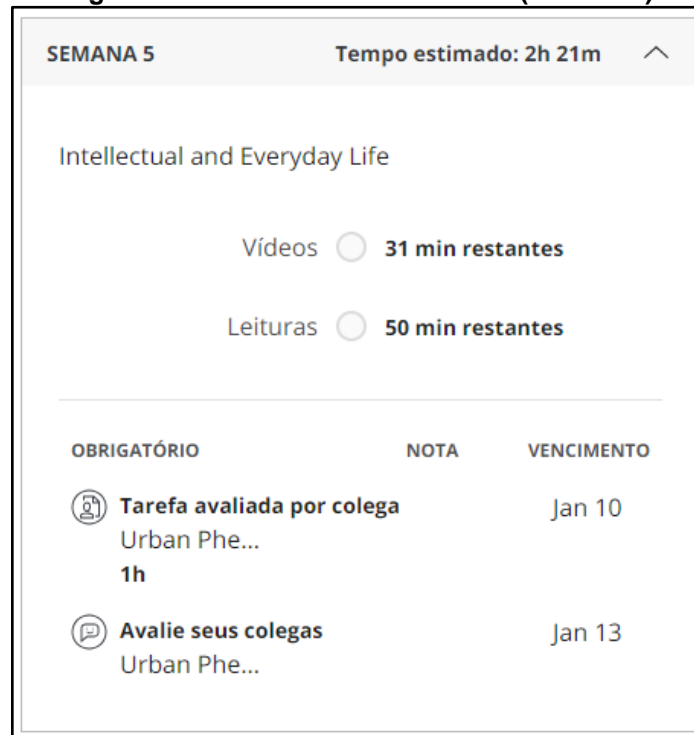 SEMANA 5 Tempo estimado: 2h 21m
Intellectual and Everyday Life
Vídeos 31 min restantes
Leituras 50 min restantes
OBRIGATÓRIO NOTA VENCIMENTO
Tarefa avaliada por colega Jan 10
Urban Phe...
1h
Avalie seus colegas Jan 13
Urban Phe...